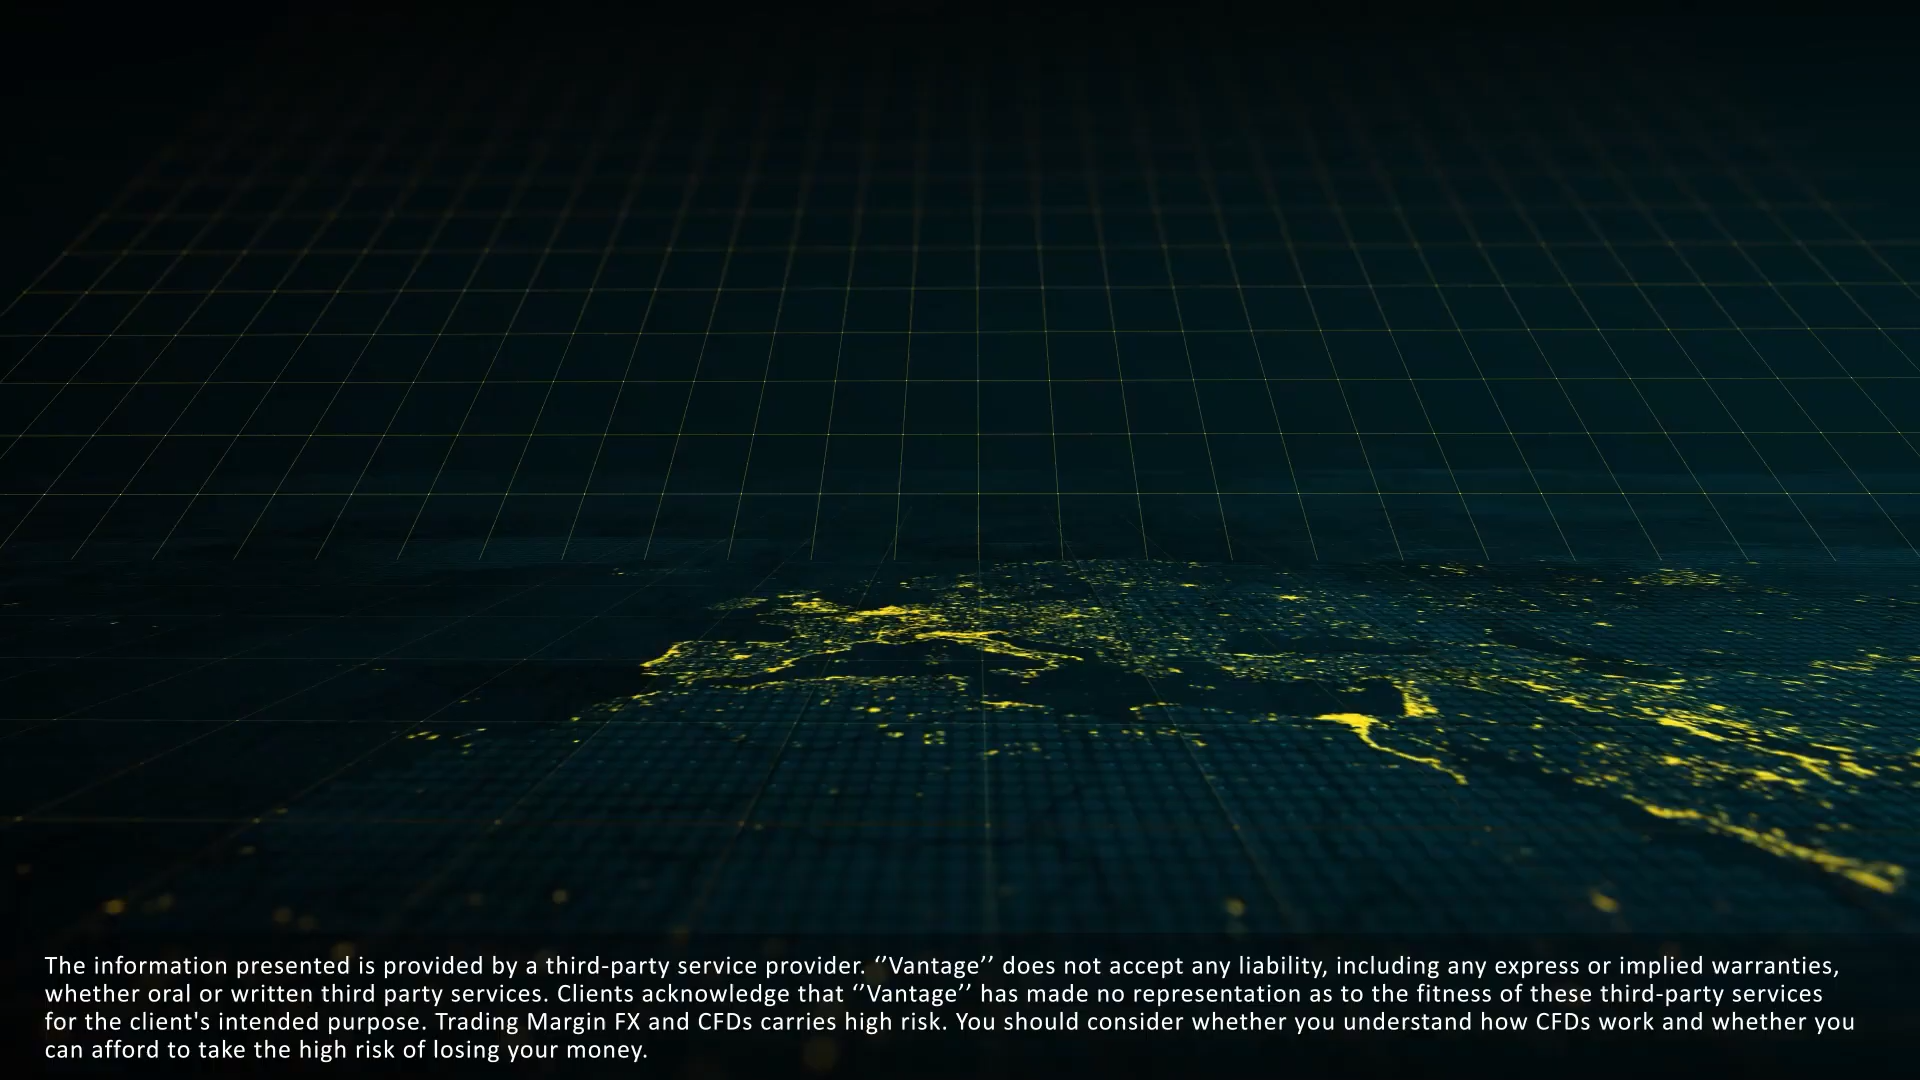 The information presented is provided by a third-party service provider. ‘’Vantage’’ does not accept any liability, including any express or implied warranties,
whether oral or written third party services. Clients acknowledge that ‘’Vantage’’ has made no representation as to the fitness of these third-party services
for the client's intended purpose. Trading Margin FX and CFDs carries high risk. You should consider whether you understand how CFDs work and whether you
can afford to take the high risk of losing your money.